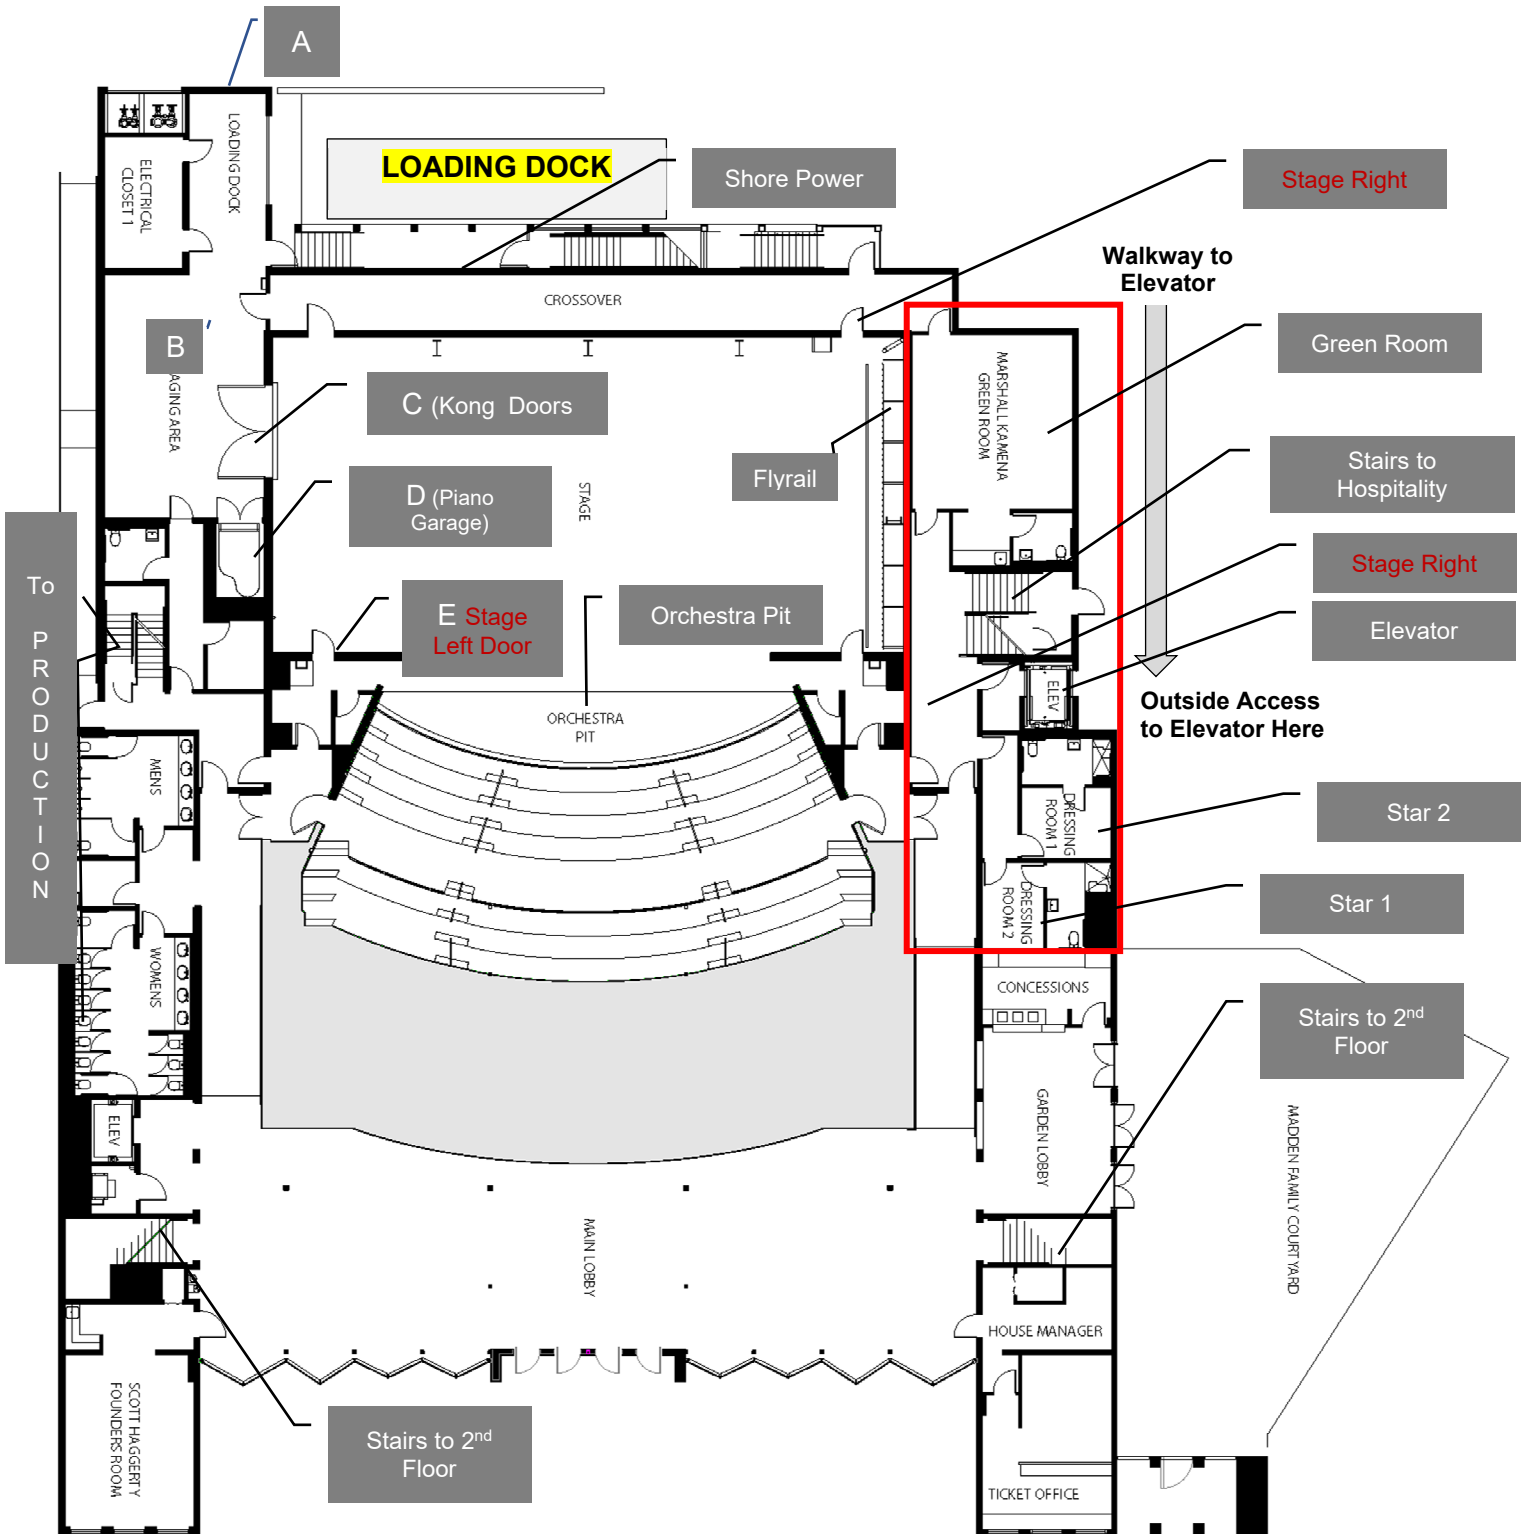 A
LOADING DOCK
LOADING DOCK
ELECTRICAL
CLOSET 1
Shore Power
Stage Right
Walkway to
Elevator
CROSSOVER
B
AGING AREA
C (Kong  Doors
Green Room
MARSHALL KAMENA
GREEN ROOM
Flyrail
D (Piano
Garage)
STAGE
Stairs to
Hospitality
To
PRODUCTION
E Stage
Left Door
Orchestra Pit
Stage Right
Elevator
ELEV
Outside Access
to Elevator Here
ORCHESTRA
PIT
MENS
DRESSING
ROOM 1
Star 2
DRESSING
ROOM 2
Star 1
WOMENS
CONCESSIONS
Stairs to 2nd
Floor
ELEV
GARDEN LOBBY
MADDEN FAMILY COURTYARD
MAIN LOBBY
HOUSE MANAGER
SCOTT HAGGERTY
FOUNDERS ROOM
Stairs to 2nd
Floor
TICKET OFFICE